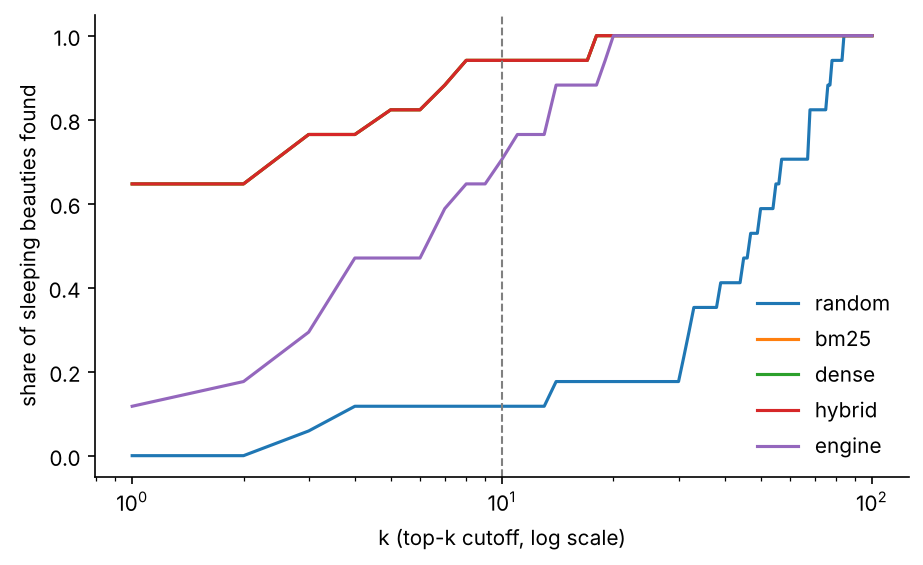 share of sleeping beauties found
1.0
0.8
0.6
0.4
0.2
0.0
random
bm25
dense
hybrid
engine
10⁰ 10¹ 10²
k (top-k cutoff, log scale)